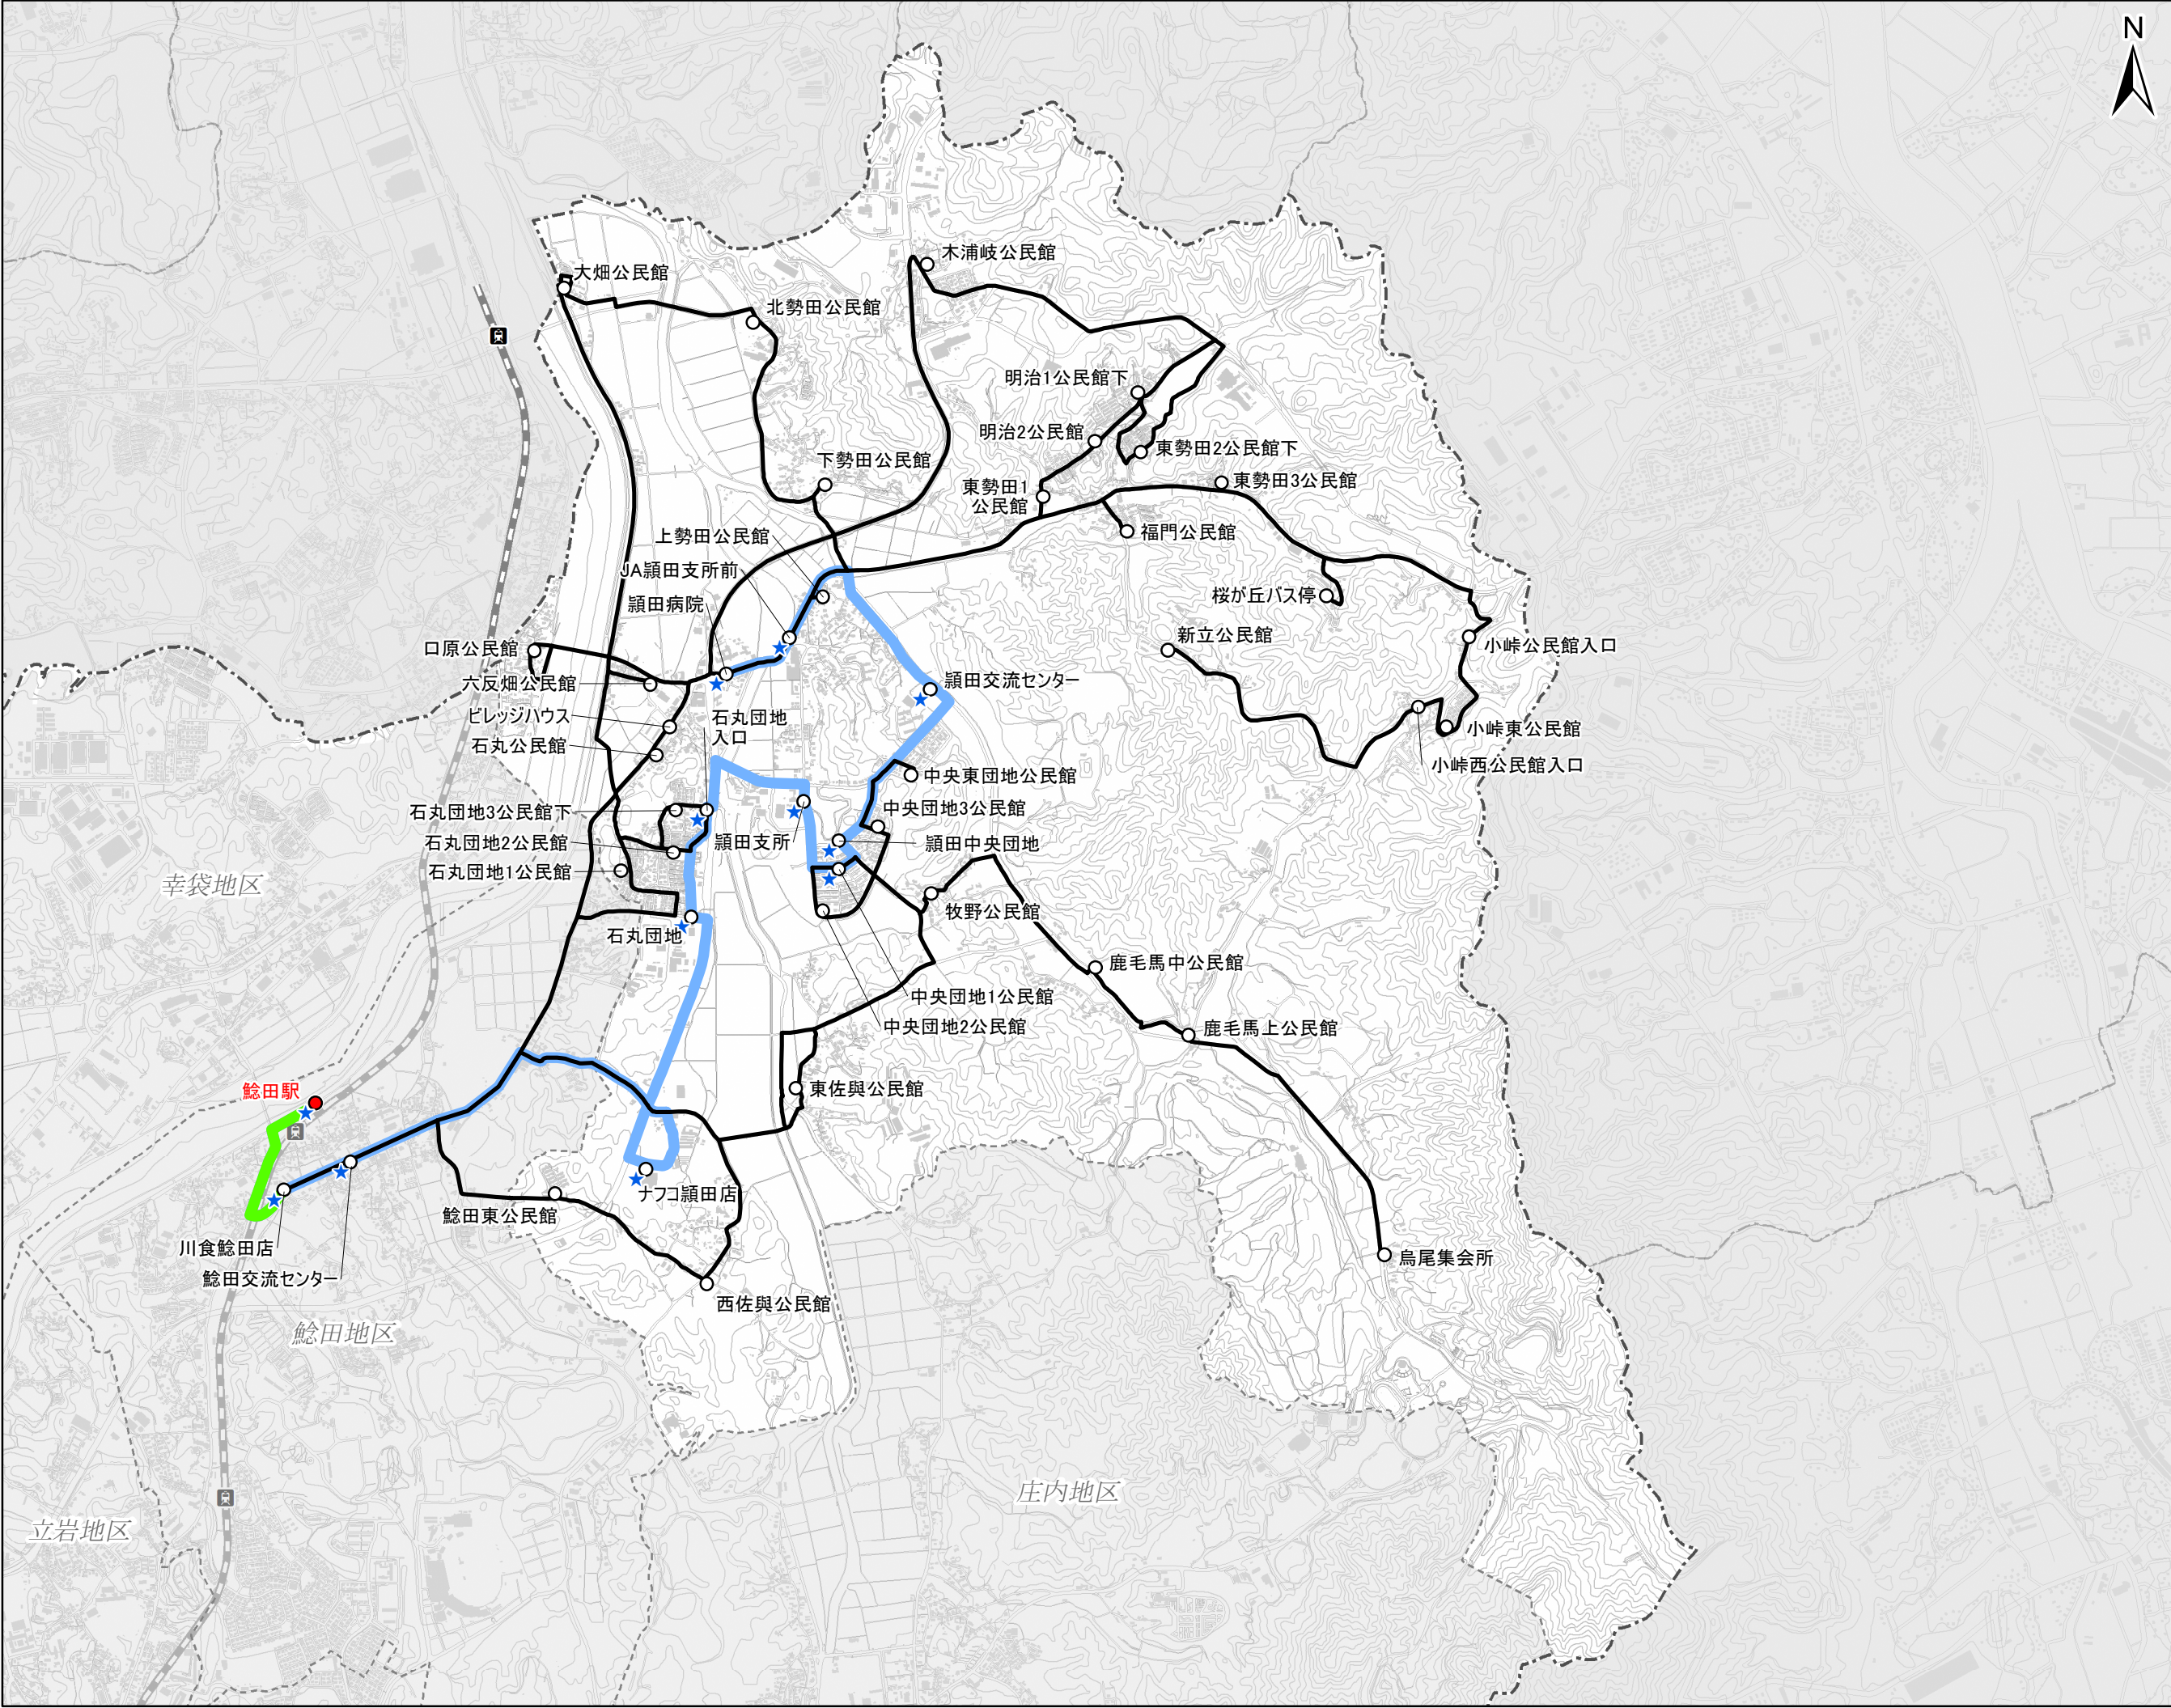 N
木浦岐公民館
大畑公民館
北勢田公民館
明治1公民館下
明治2公民館
東勢田2公民館下
下勢田公民館
東勢田3公民館
東勢田1
公民館
福門公民館
上勢田公民館
JA頴田支所前
頴田病院
桜が丘バス停
新立公民館
小峠公民館入口
口原公民館
六反畑公民館
頴田交流センター
ビレッジハウス
石丸団地
入口
石丸公民館
小峠東公民館
小峠西公民館入口
中央東団地公民館
石丸団地3公民館下
中央団地3公民館
石丸団地2公民館
頴田支所
頴田中央団地
石丸団地1公民館
幸袋地区
牧野公民館
石丸団地
鹿毛馬中公民館
中央団地1公民館
中央団地2公民館
鹿毛馬上公民館
鯰田駅
東佐與公民館
ナフコ頴田店
鯰田東公民館
川食鯰田店
鯰田交流センター
烏尾集会所
西佐與公民館
鯰田地区
庄内地区
立岩地区